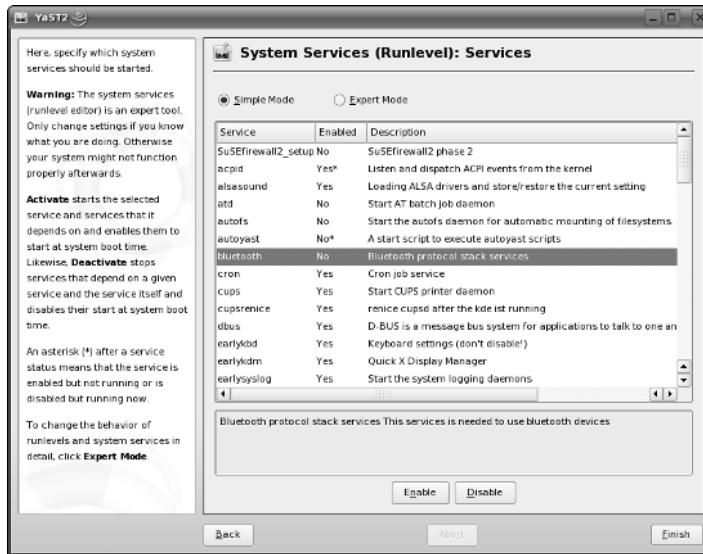 YaST2
Here, specify which system
services should be started.
Warning: The system services
(runlevel editor) is an expert tool.
Only change settings if you know
what you are doing. Otherwise
your system might not function
properly afterwards.
Activate starts the selected
service and services that it
depends on and enables them to
start at system boot time.
Likewise, Deactivate stops
services that depend on a given
service and the service itself and
disables their start at system boot
time.
An asterisk (*) after a service
status means that the service is
enabled but not running or is
disabled but running now.
To change the behavior of
runlevels and system services in
detail, click Expert Mode.
System Services (Runlevel): Services
Simple Mode Expert Mode
Service Enabled Description
SuSEfirewall2_setup No SuSEfirewall2 phase 2
acpid Yes* Listen and dispatch ACPI events from the kernel
alsasound Yes Loading ALSA drivers and store/restore the current setting
atd No Start AT batch job daemon
autofs No Start the autofs daemon for automatic mounting of filesystems.
autoyast No* A start script to execute autoyast scripts
bluetooth No Bluetooth protocol stack services
cron Yes Cron job service
cups Yes Start CUPS printer daemon
cupsrenice Yes renice cupsd after the kde ist running
dbus Yes D-BUS is a message bus system for applications to talk to one an
earlykbd Yes Keyboard settings (don't disable!)
earlykdm Yes Quick X Display Manager
earlysyslog Yes Start the system logging daemons
Bluetooth protocol stack services This services is needed to use bluetooth devices
Enable Disable
Back Abort Finish